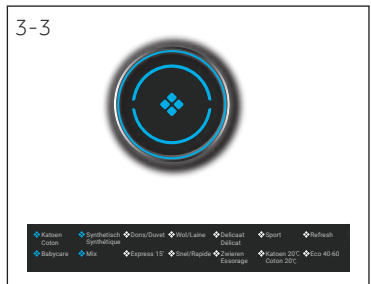 3-3
Katoen Synthetisch Dons/Duvet Wol/Laine Delicaat Sport Refresh
Coton Synthétique Délicat
Babycare Mix Express 15' Snel/Rapide Zwieren Katoen 20℃ Eco 40-60
Essorage Coton 20℃